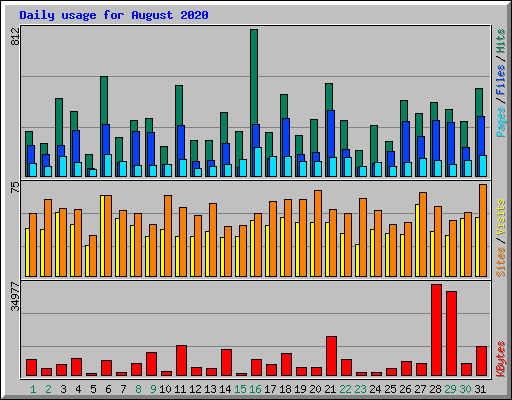 Daily usage for August 2020
812
Pages / Files / Hits
75
Sites / Visits
34977
KBytes
1 2 3 4 5 6 7 8 9 10 11 12 13 14 15 16 17 18 19 20 21 22 23 24 25 26 27 28 29 30 31